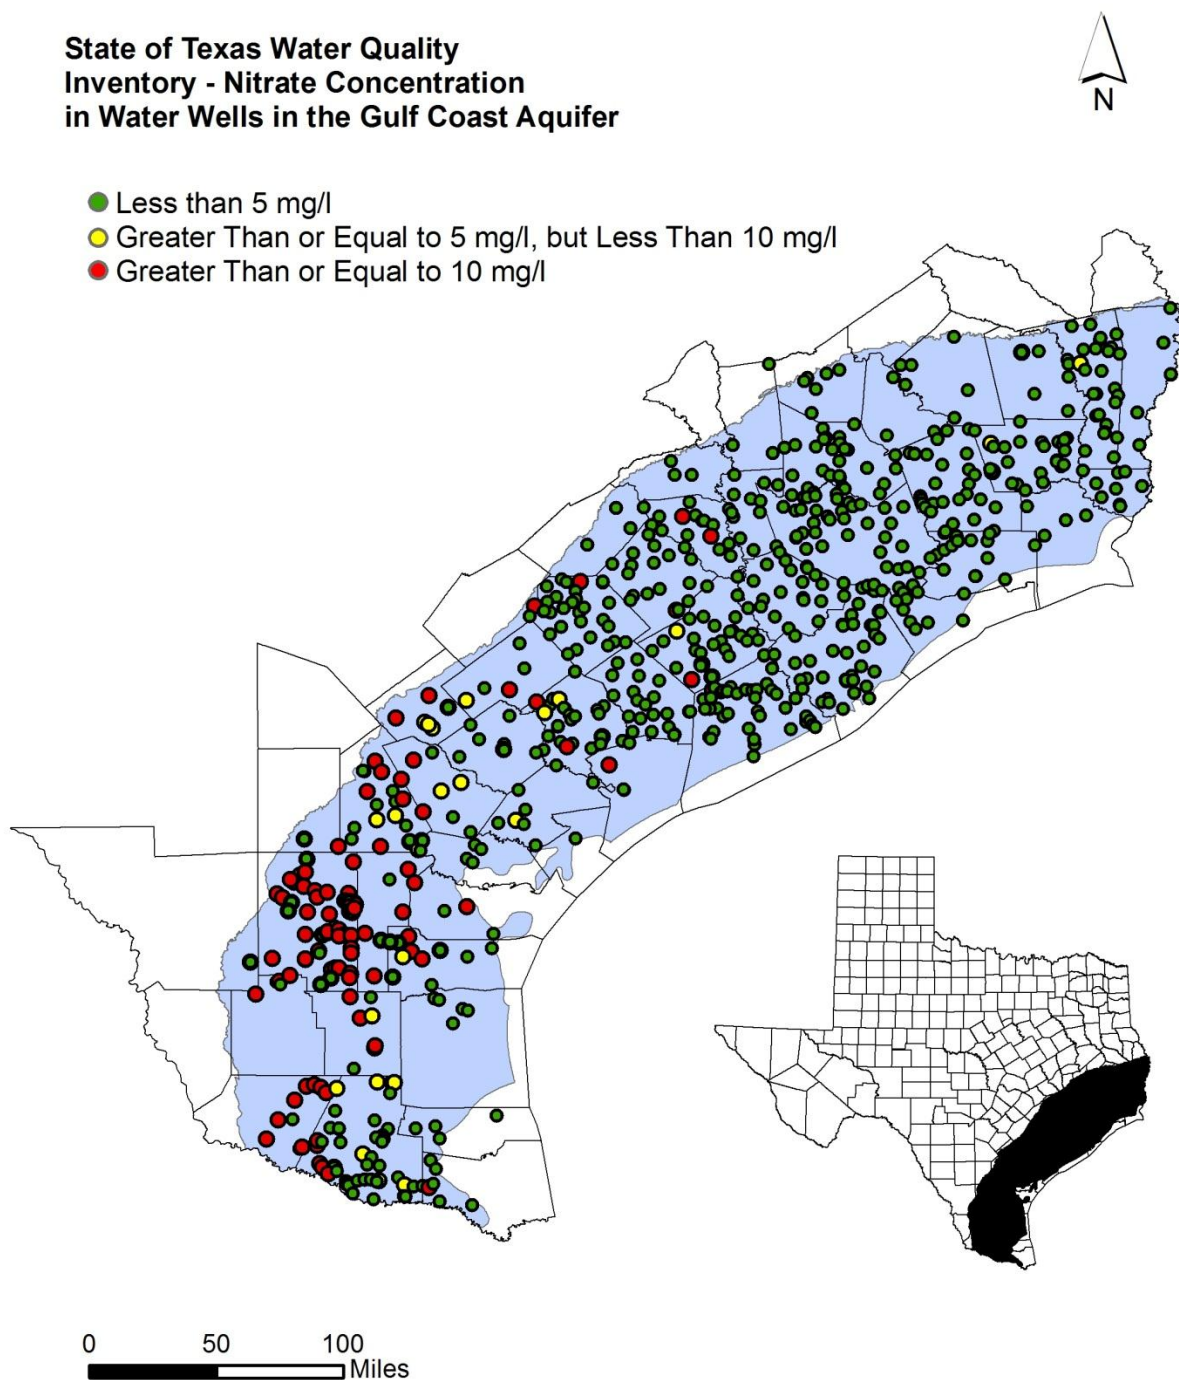 State of Texas Water Quality
Inventory - Nitrate Concentration
in Water Wells in the Gulf Coast Aquifer
N
Less than 5 mg/l
Greater Than or Equal to 5 mg/l, but Less Than 10 mg/l
Greater Than or Equal to 10 mg/l
0 50 100
Miles